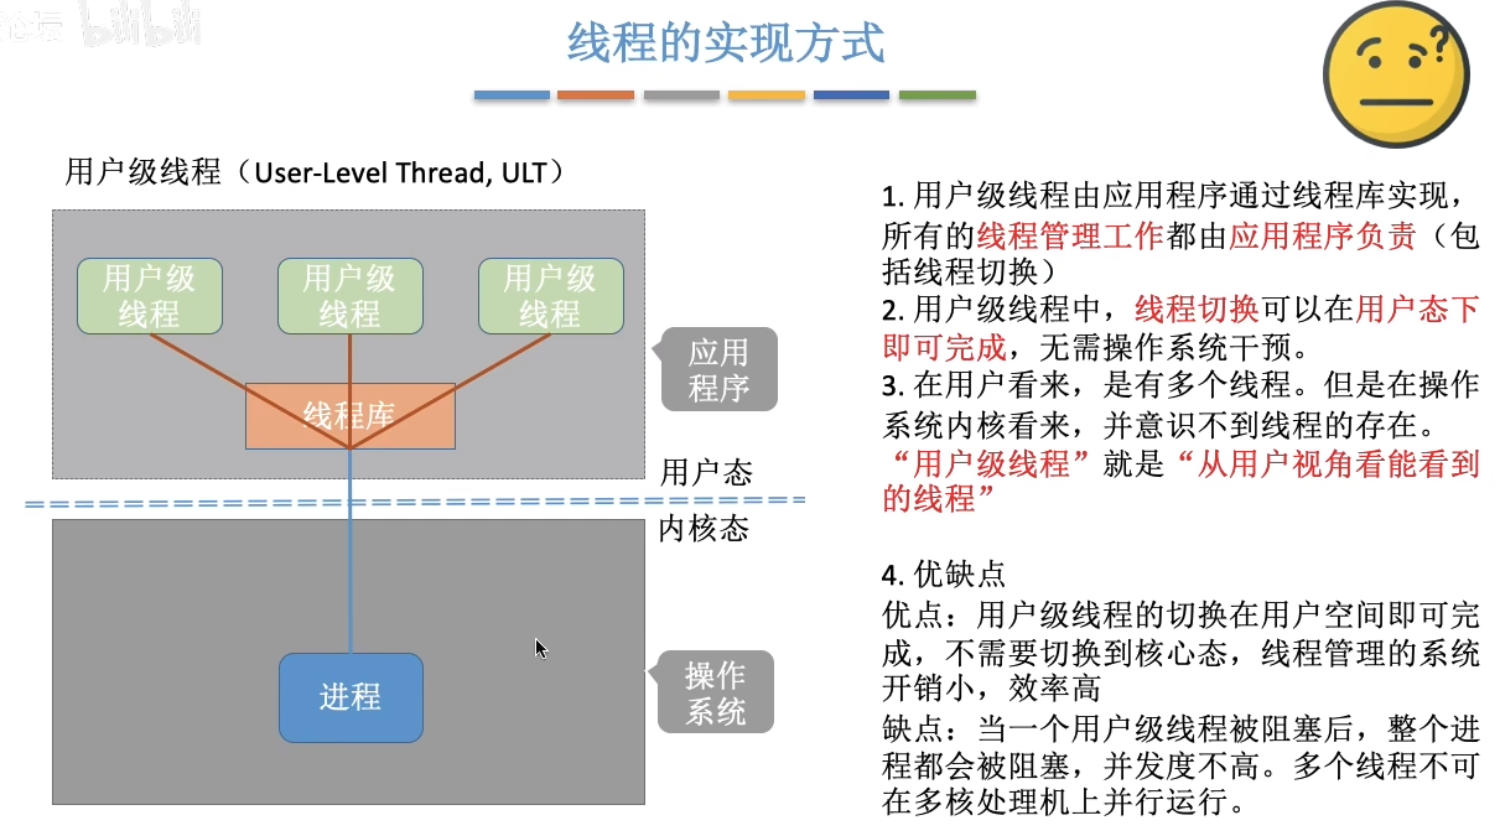 论坛 bilibili
线程的实现方式
?
用户级线程（User-Level Thread, ULT）
用户级
线程
用户级
线程
用户级
线程
线程库
应用
程序
用户态
内核态
进程
操作
系统
1. 用户级线程由应用程序通过线程库实现，
所有的线程管理工作都由应用程序负责（包
括线程切换）
2. 用户级线程中，线程切换可以在用户态下
即可完成，无需操作系统干预。
3. 在用户看来，是有多个线程。但是在操作
系统内核看来，并意识不到线程的存在。
“用户级线程”就是“从用户视角看能看到
的线程”
4. 优缺点
优点：用户级线程的切换在用户空间即可完
成，不需要切换到核心态，线程管理的系统
开销小，效率高
缺点：当一个用户级线程被阻塞后，整个进
程都会被阻塞，并发度不高。多个线程不可
在多核处理机上并行运行。